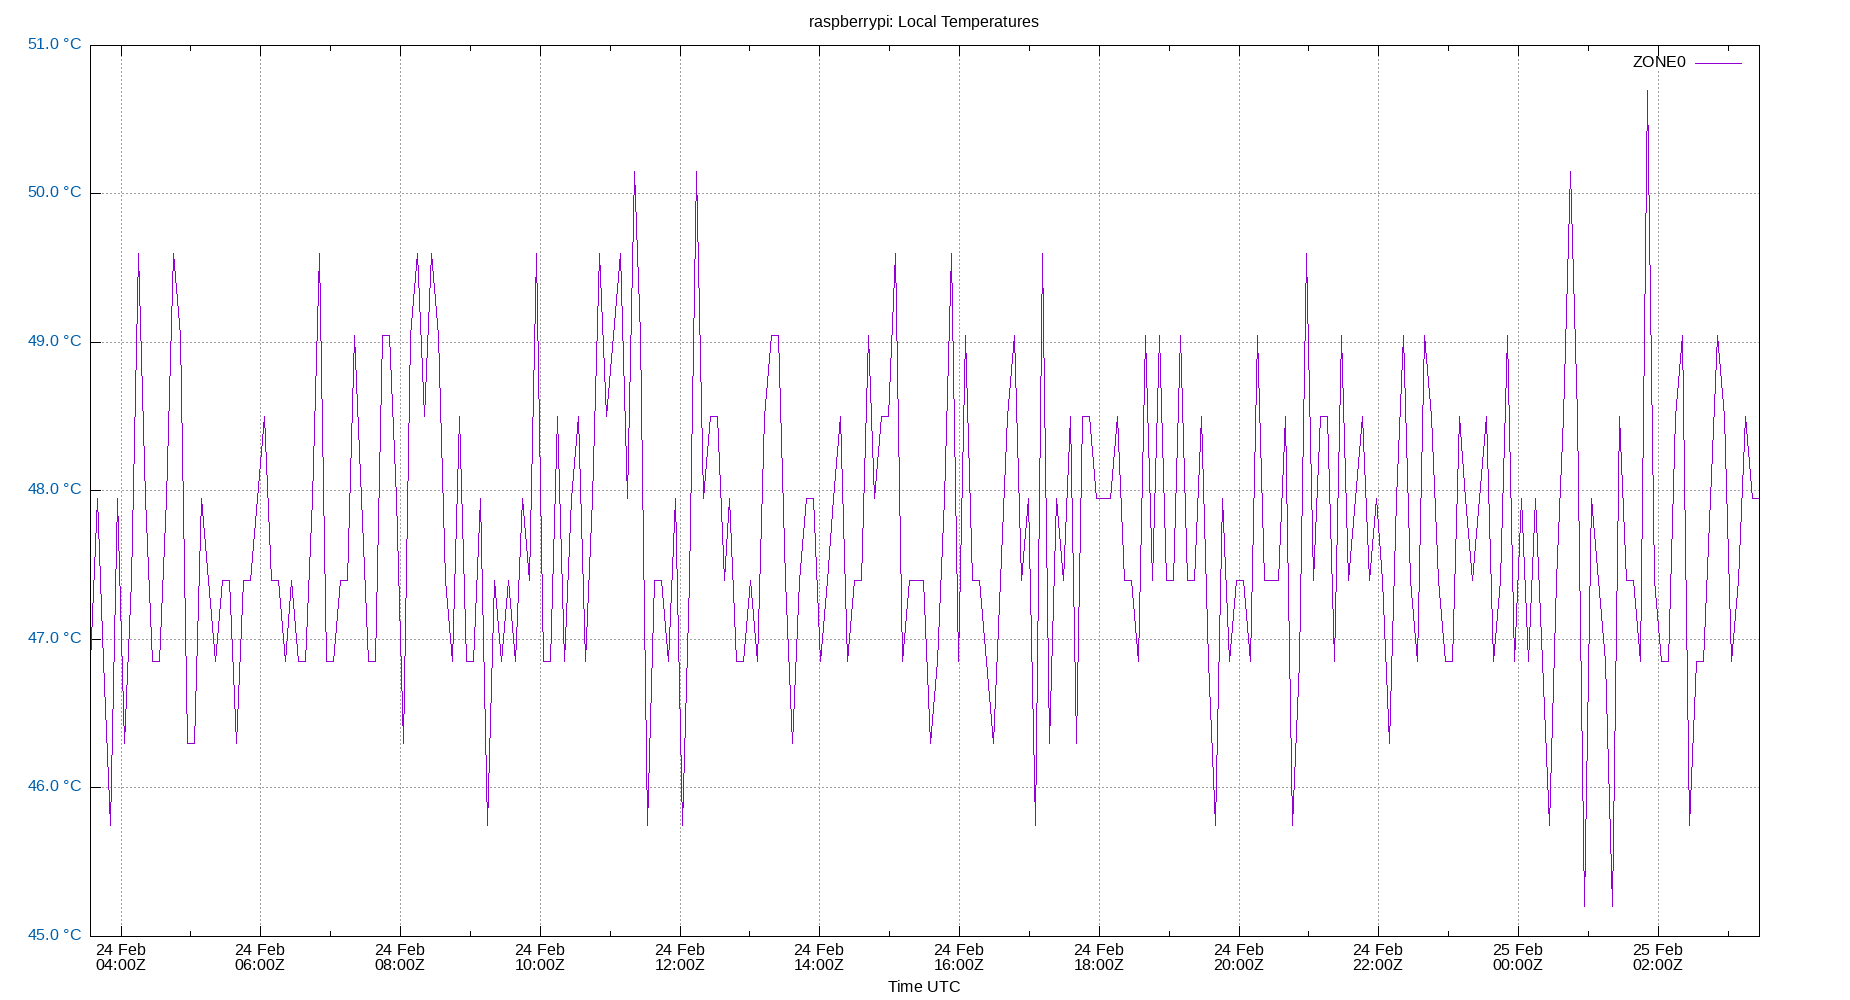 raspberrypi: Local Temperatures
51.0 °C
ZONE0
50.0 °C
49.0 °C
48.0 °C
47.0 °C
46.0 °C
45.0 °C
24 Feb 24 Feb 24 Feb 24 Feb 24 Feb 24 Feb 24 Feb 24 Feb 24 Feb 24 Feb 25 Feb 25 Feb
04:00Z 06:00Z 08:00Z 10:00Z 12:00Z 14:00Z 16:00Z 18:00Z 20:00Z 22:00Z 00:00Z 02:00Z
Time UTC